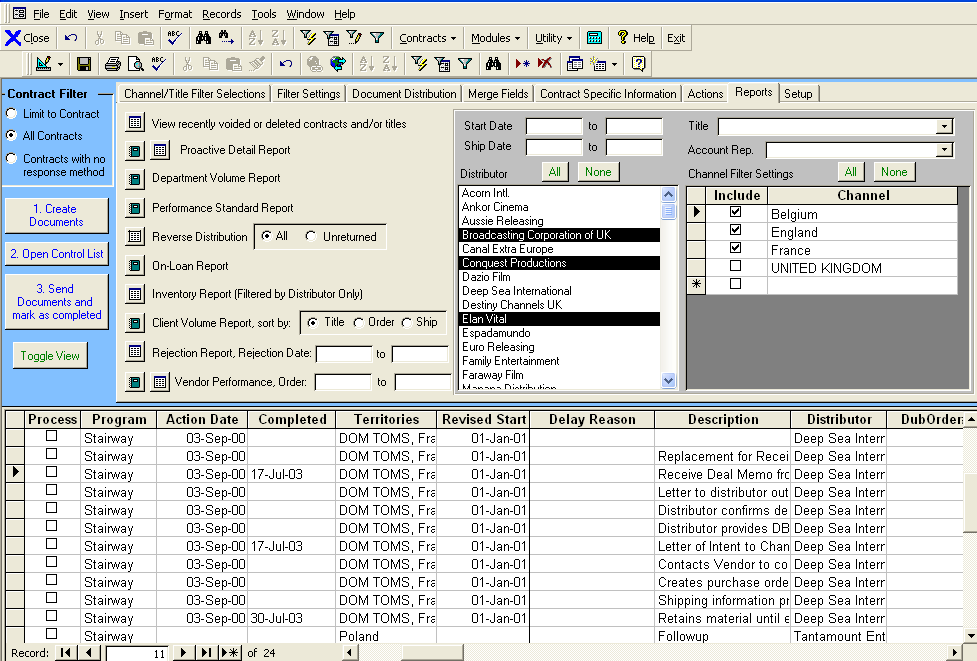 File Edit View Insert Format Records Tools Window Help
Close Contracts Modules Utility Help Exit
Contract Filter
Limit to Contract
All Contracts
Contracts with no response method
1. Create Documents
2. Open Control List
3. Send Documents and mark as completed
Toggle View
Channel/Title Filter Selections Filter Settings Document Distribution Merge Fields Contract Specific Information Actions Reports Setup
View recently voided or deleted contracts and/or titles
Proactive Detail Report
Department Volume Report
Performance Standard Report
Reverse Distribution All Unreturned
On-Loan Report
Inventory Report (Filtered by Distributor Only)
Client Volume Report, sort by: Title Order Ship
Rejection Report, Rejection Date: to
Vendor Performance, Order: to
Start Date to
Ship Date to
Distributor All None
Acorn Intl.
Ankor Cinema
Aussie Releasing
Broadcasting Corporation of UK
Canal Extra Europe
Conquest Productions
Dazio Film
Deep Sea International
Destiny Channels UK
Elan Vital
Espadamundo
Euro Releasing
Family Entertainment
Faraway Film
Title
Account Rep.
Channel Filter Settings All None
Include Channel
Belgium
England
France
UNITED KINGDOM
Process Program Action Date Completed Territories Revised Start Delay Reason Description Distributor DubOrder
Stairway 03-Sep-00 DOM TOMS, Fra 01-Jan-01 Deep Sea Intern
Stairway 03-Sep-00 DOM TOMS, Fra 01-Jan-01 Replacement for Recei Deep Sea Intern
Stairway 03-Sep-00 17-Jul-03 DOM TOMS, Fra 01-Jan-01 Receive Deal Memo fro Deep Sea Intern
Stairway 03-Sep-00 DOM TOMS, Fra 01-Jan-01 Letter to distributor out Deep Sea Intern
Stairway 03-Sep-00 DOM TOMS, Fra 01-Jan-01 Distributor confirms de Deep Sea Intern
Stairway 03-Sep-00 DOM TOMS, Fra 01-Jan-01 Distributor provides DB Deep Sea Intern
Stairway 03-Sep-00 17-Jul-03 DOM TOMS, Fra 01-Jan-01 Letter of Intent to Chan Deep Sea Intern
Stairway 03-Sep-00 DOM TOMS, Fra 01-Jan-01 Contacts Vendor to co Deep Sea Intern
Stairway 03-Sep-00 DOM TOMS, Fra 01-Jan-01 Creates purchase orde Deep Sea Intern
Stairway 03-Sep-00 DOM TOMS, Fra 01-Jan-01 Shipping information pr Deep Sea Intern
Stairway 03-Sep-00 30-Jul-03 DOM TOMS, Fra 01-Jan-01 Retains material until e Deep Sea Intern
Stairway Poland Followup Tantamount Ent
Record: 11 of 24